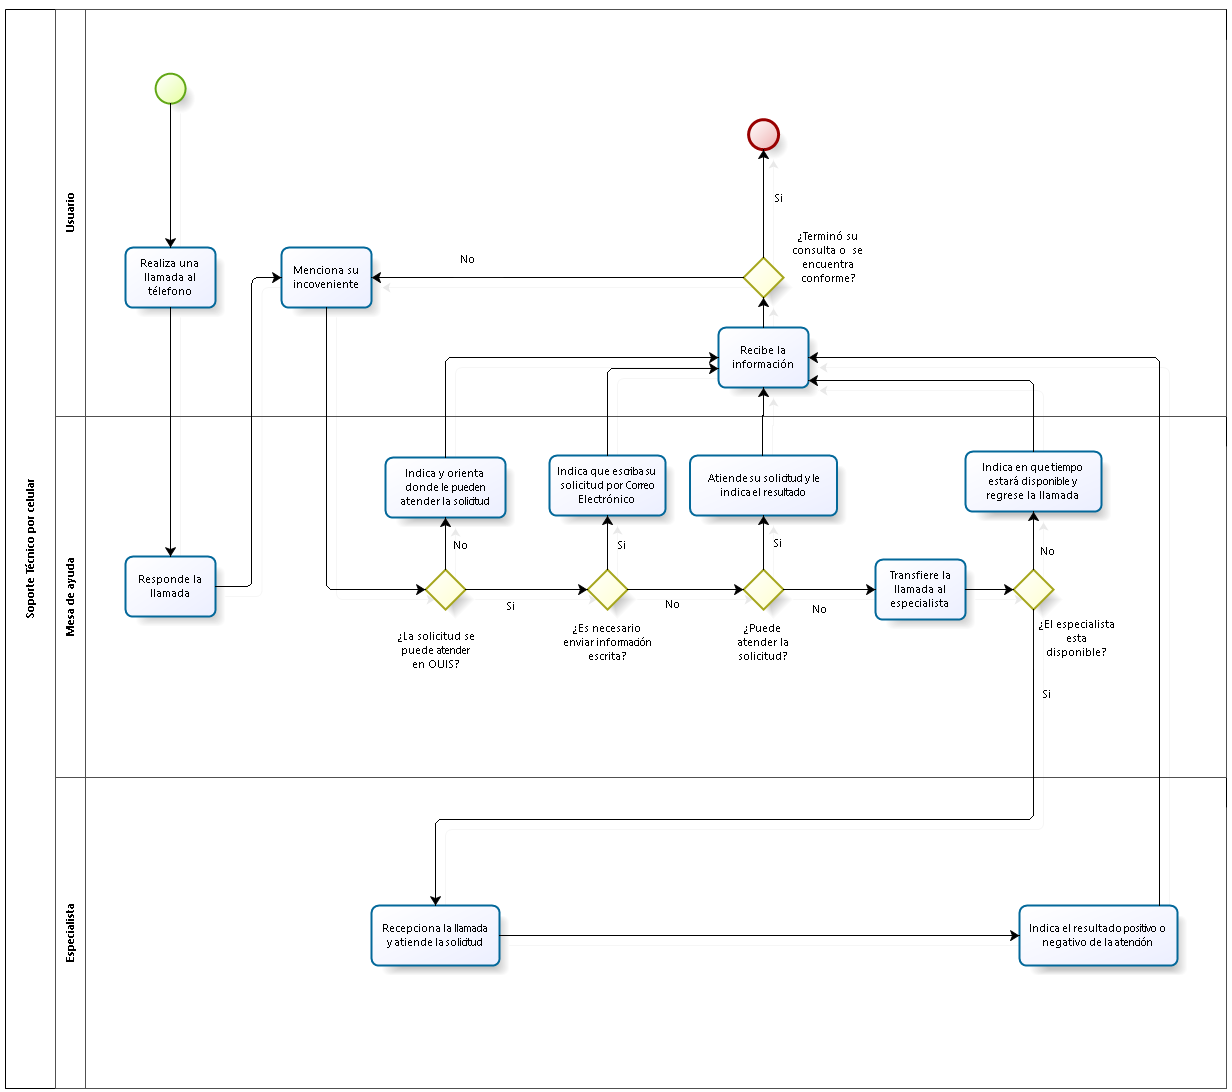 Soporte Técnico por celular
Usuario
Realiza una
llamada al
télefono
Menciona su
incoveniente
No
Si
¿Terminó su
consulta o se
encuentra
conforme?
Recibe la
información
Mesa de ayuda
Responde la
llamada
Indica y orienta
donde le pueden
atender la solicitud
No
Si
¿La solicitud se
puede atender
en OUIS?
Indica que escriba su
solicitud por Correo
Electrónico
Si
No
¿Es necesario
enviar información
escrita?
Atiende su solicitud y le
indica el resultado
Si
No
¿Puede
atender la
solicitud?
Transfiere la
llamada al
especialista
Indica en que tiempo
estará disponible y
regrese la llamada
No
¿El especialista
esta
disponible?
Si
Especialista
Recepciona la llamada
y atiende la solicitud
Indica el resultado positivo o
negativo de la atención